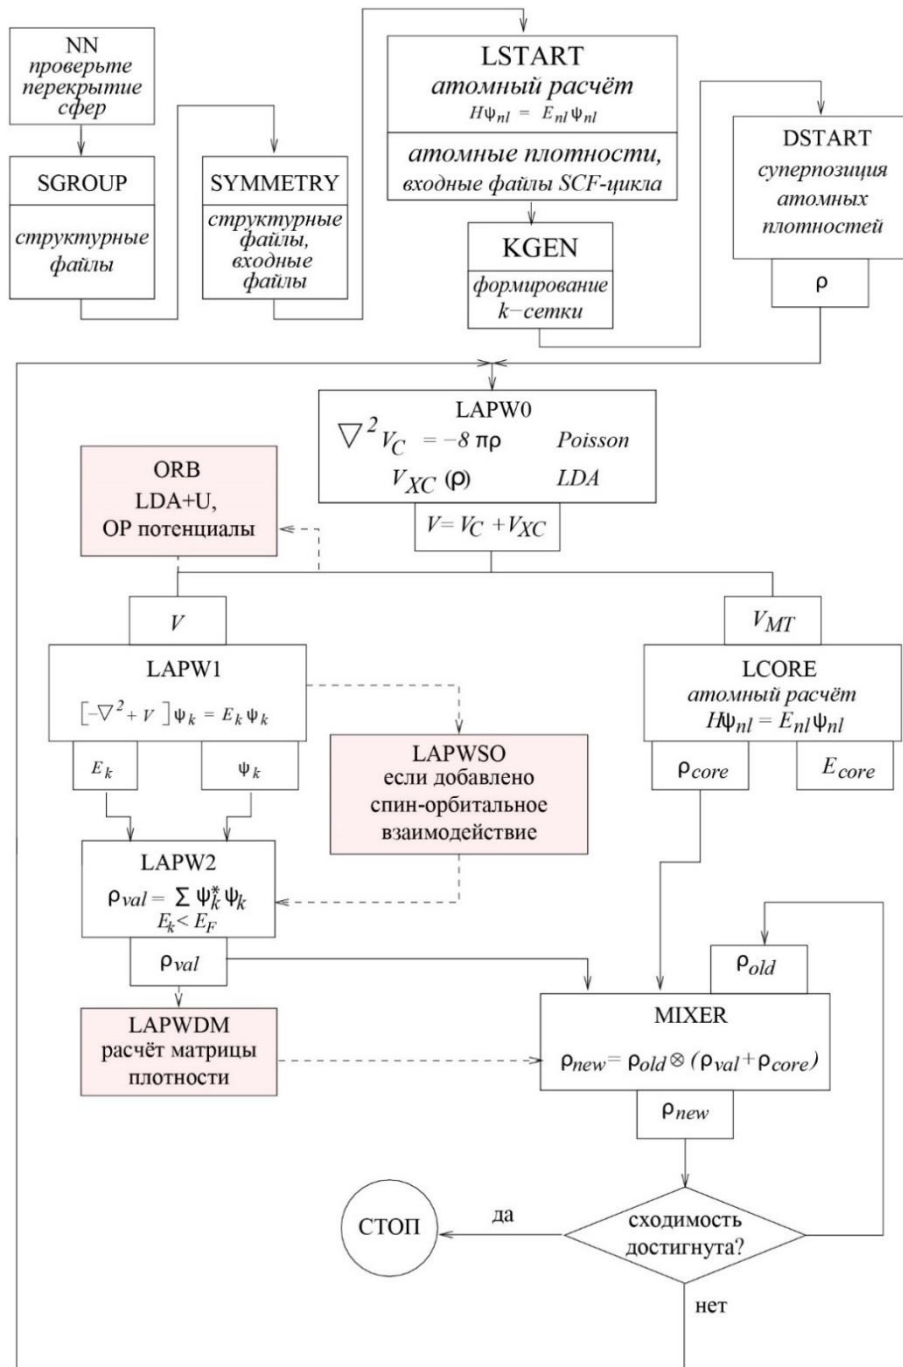 NN
проверьте
перекрытие
сфер
SGROUP
структурные
файлы
SYMMETRY
структурные
файлы,
входные
файлы
LSTART
атомный расчёт
Hψnl = Enlψnl
атомные плотности,
входные файлы SCF-цикла
KGEN
формирование
k−сетки
DSTART
суперпозиция
атомных
плотностей
ρ
LAPW0
▽²VC = −8 πρ Poisson
VXC (ρ) LDA
V= VC + VXC
ORB
LDA+U,
OP потенциалы
V
LAPW1
[−∇² + V ]ψk = Ek ψk
Ek
ψk
VMT
LCORE
атомный расчёт
Hψnl = Enlψnl
ρcore
Ecore
LAPWSO
если добавлено
спин-орбитальное
взаимодействие
LAPW2
ρval = Σ ψ*k ψk
Ek< EF
ρval
LAPWDM
расчёт матрицы
плотности
ρold
MIXER
ρnew = ρold ⊗ (ρval + ρcore)
ρnew
сходимость
достигнута?
да
СТОП
нет